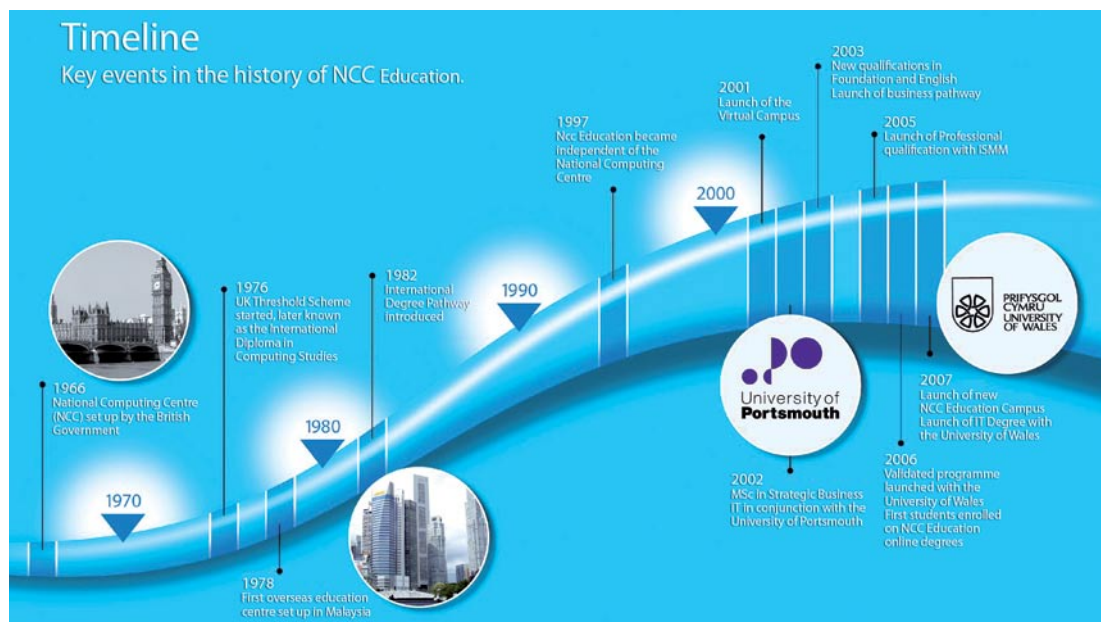 Timeline
Key events in the history of NCC Education.
1966
National Computing Centre
(NCC) set up by the British
Government
1970
1976
UK Threshold Scheme
started, later known
as the International
Diploma in
Computing Studies
1978
First overseas education
centre set up in Malaysia
1980
1982
International
Degree Pathway
introduced
1990
1997
Ncc Education became
independent of the
National Computing
Centre
2000
2001
Launch of the
Virtual Campus
2002
MSc in Strategic Business
IT in conjunction with the
University of Portsmouth
University of
Portsmouth
2003
New qualifications in
Foundation and English
Launch of business pathway
2005
Launch of Professional
qualification with ISMM
2006
Validated programme
launched with the
University of Wales
First students enrolled
on NCC Education
online degrees
2007
Launch of new
NCC Education Campus
Launch of IT Degree with
the University of Wales
PRIFYSGOL
CYMRU
UNIVERSITY
OF WALES